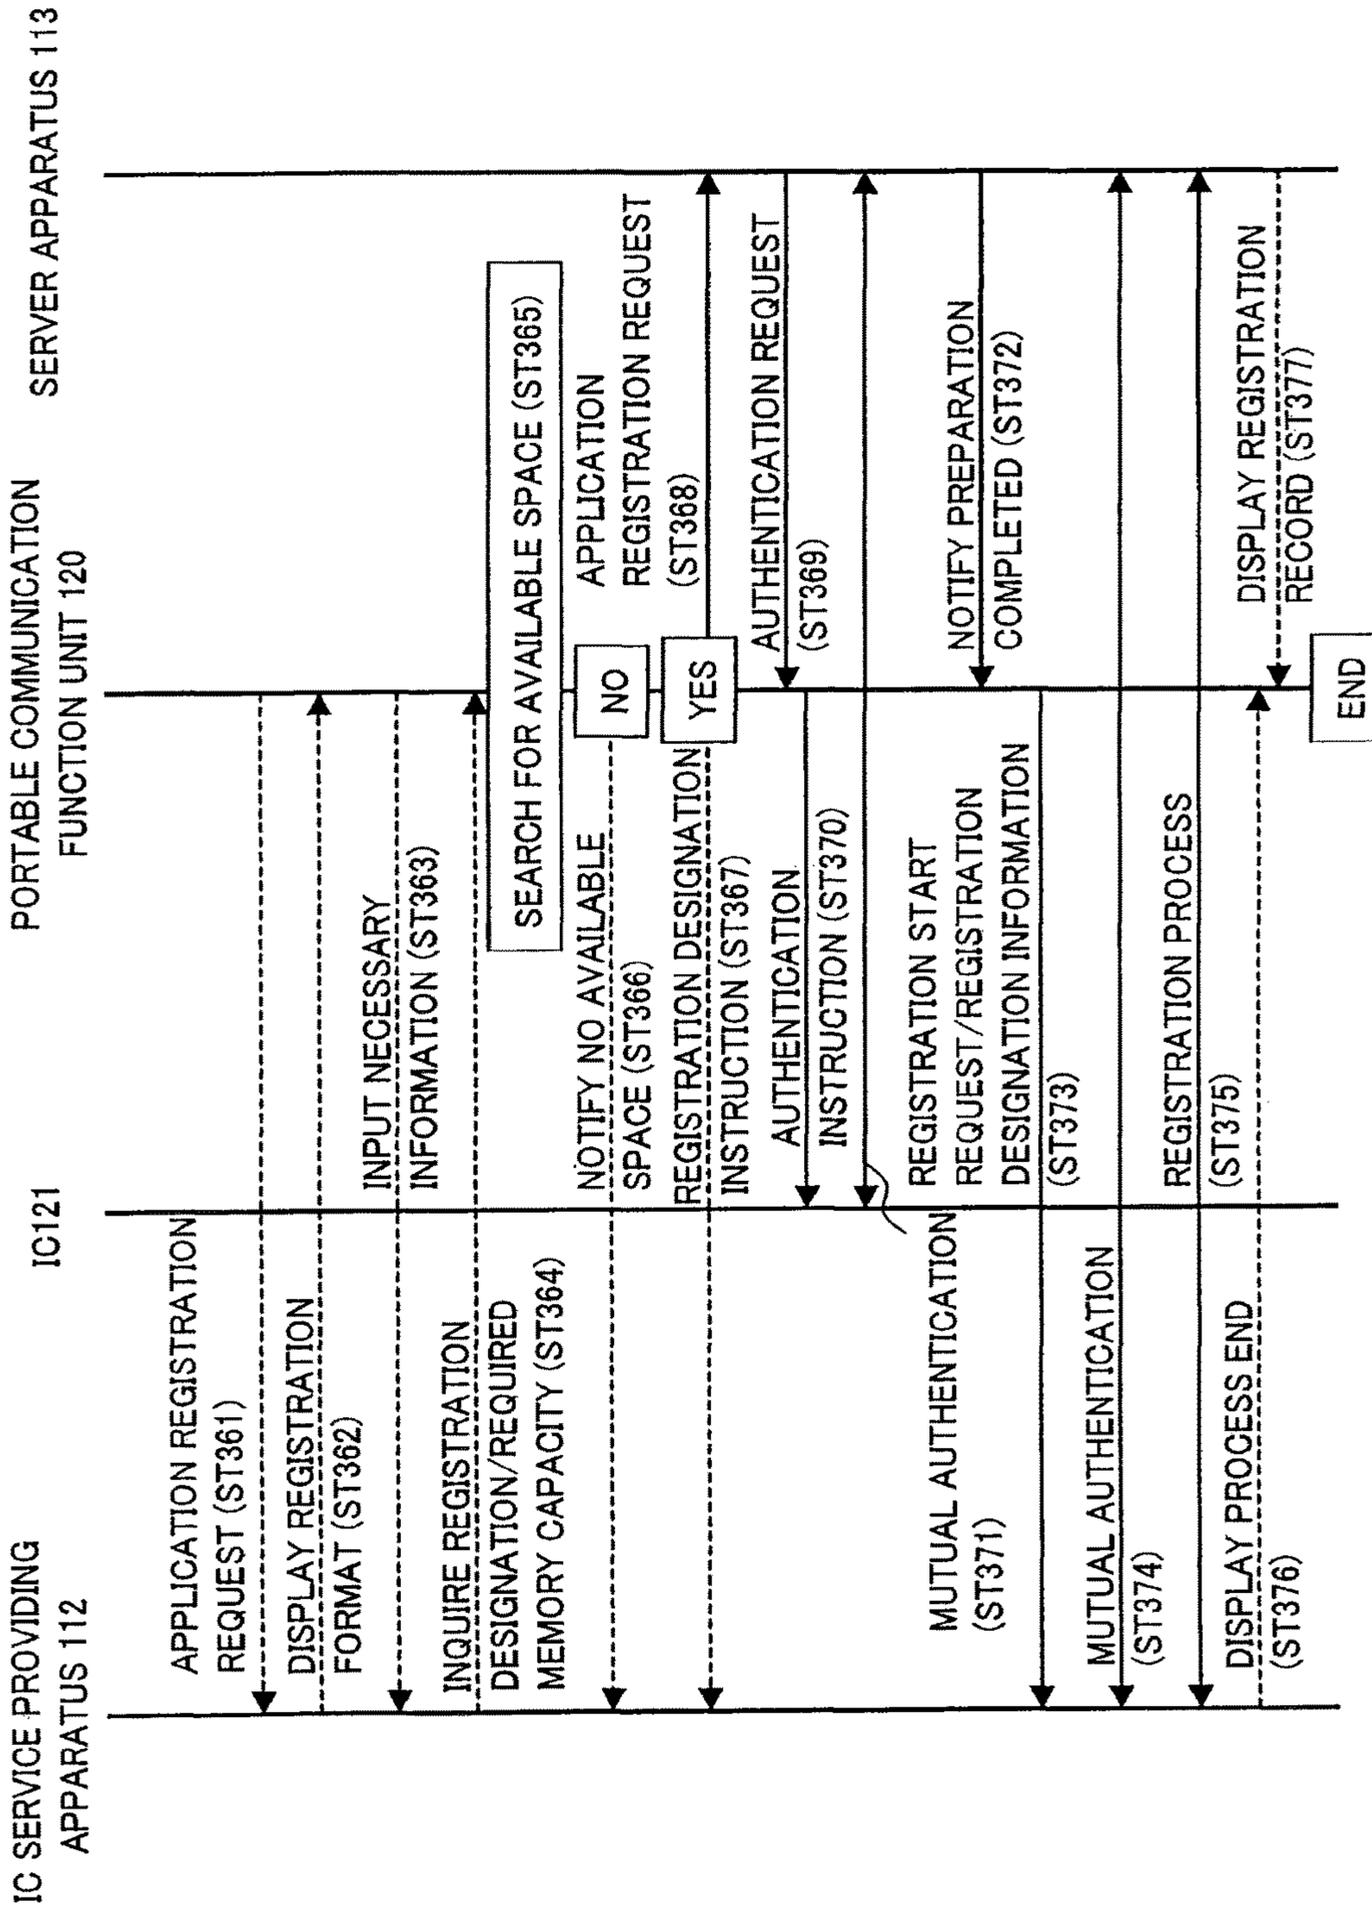 IC SERVICE PROVIDING
APPARATUS 112
IC121
PORTABLE COMMUNICATION
FUNCTION UNIT 120
SERVER APPARATUS 113
APPLICATION REGISTRATION
REQUEST (ST361)
DISPLAY REGISTRATION
FORMAT (ST362)
INPUT NECESSARY
INFORMATION (ST363)
INQUIRE REGISTRATION
DESIGNATION/REQUIRED
MEMORY CAPACITY (ST364)
SEARCH FOR AVAILABLE SPACE (ST365)
NOTIFY NO AVAILABLE
SPACE (ST366)
NO
REGISTRATION DESIGNATION
INSTRUCTION (ST367)
YES
APPLICATION
REGISTRATION REQUEST
(ST368)
AUTHENTICATION REQUEST
(ST369)
AUTHENTICATION
INSTRUCTION (ST370)
MUTUAL AUTHENTICATION
(ST371)
NOTIFY PREPARATION
COMPLETED (ST372)
REGISTRATION START
REQUEST/REGISTRATION
DESIGNATION INFORMATION
(ST373)
MUTUAL AUTHENTICATION
(ST374)
REGISTRATION PROCESS
(ST375)
DISPLAY PROCESS END
(ST376)
DISPLAY REGISTRATION
RECORD (ST377)
END